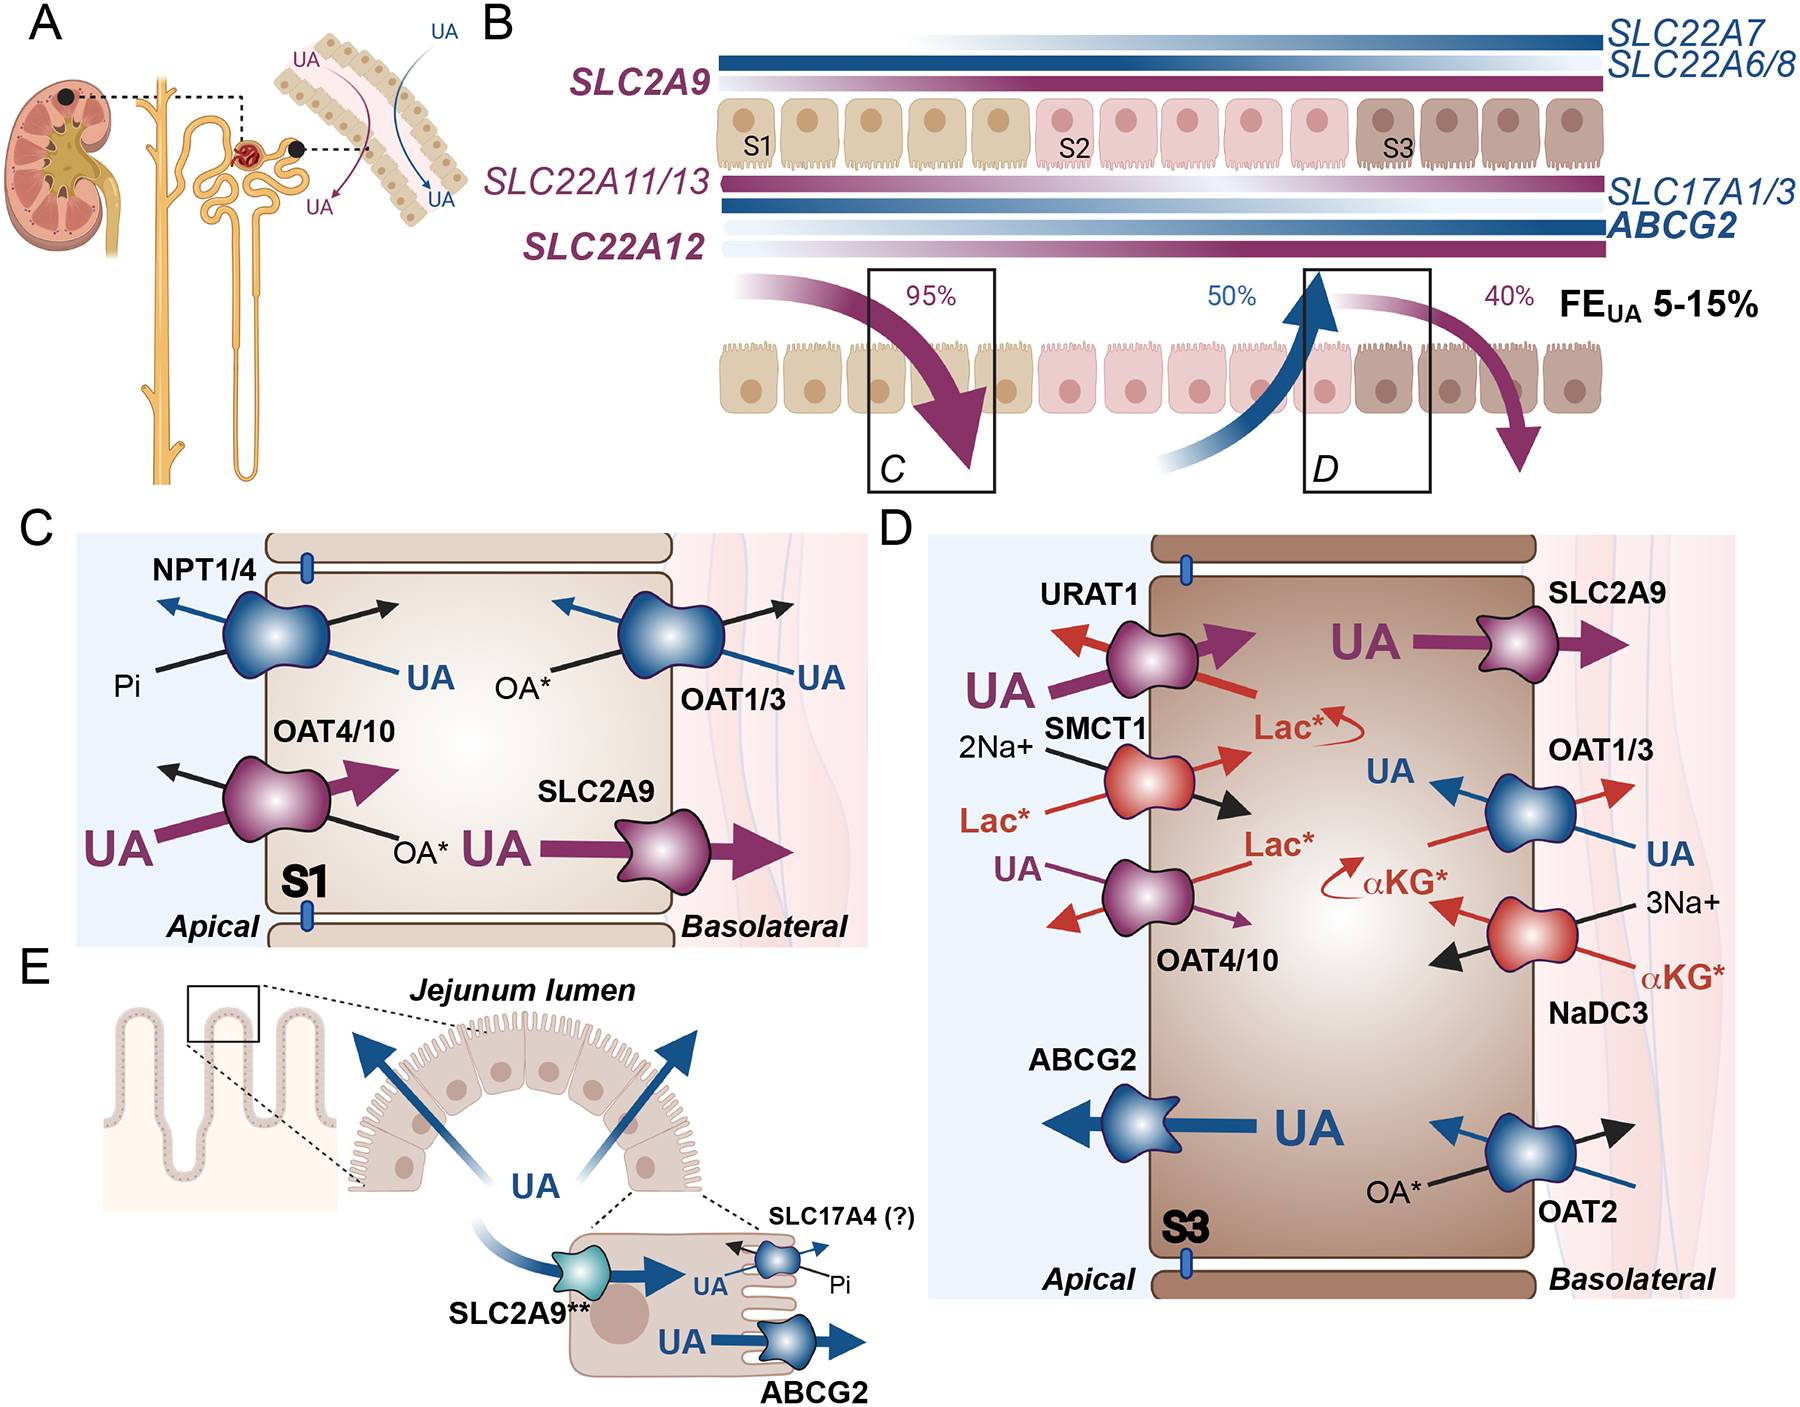 A
UA
UA
UA
UA
B
SLC22A7
SLC22A6/8
SLC2A9
S1
S2
S3
SLC22A11/13
SLC17A1/3
ABCG2
SLC22A12
95%
50%
40%
FEUA 5-15%
C
D
C
NPT1/4
Pi
UA
OA*
OAT1/3
UA
OAT4/10
UA
OA*
SLC2A9
UA
S1
Apical
Basolateral
D
URAT1
UA
Lac*
SLC2A9
UA
SMCT1
2Na+
Lac*
OAT1/3
UA
UA
Lac*
UA
OAT4/10
αKG*
3Na+
αKG*
NaDC3
ABCG2
UA
OA*
OAT2
S3
Apical
Basolateral
E
Jejunum lumen
UA
SLC17A4 (?)
UA
Pi
SLC2A9**
UA
ABCG2